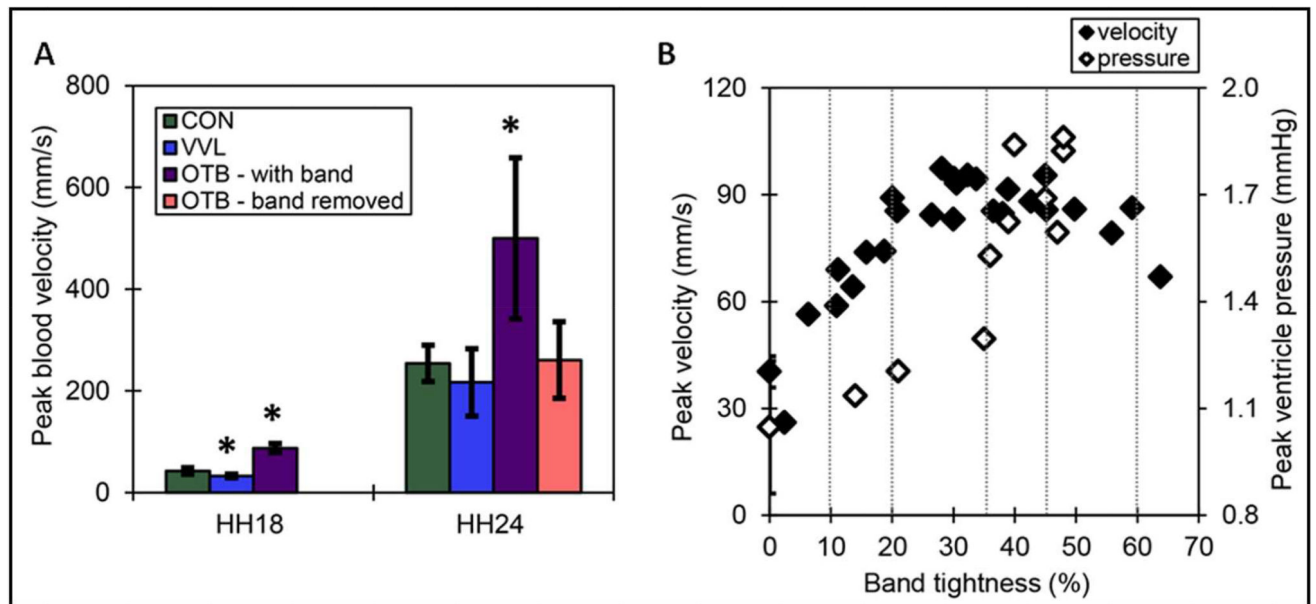 A
Peak blood velocity (mm/s)
800
600
400
200
0
CON
VVL
OTB - with band
OTB - band removed
*
*
*
HH18
HH24
B
velocity
pressure
Peak velocity (mm/s)
120
90
60
30
0
2.0
1.7
1.4
1.1
0.8
Peak ventricle pressure (mmHg)
0 10 20 30 40 50 60 70
Band tightness (%)